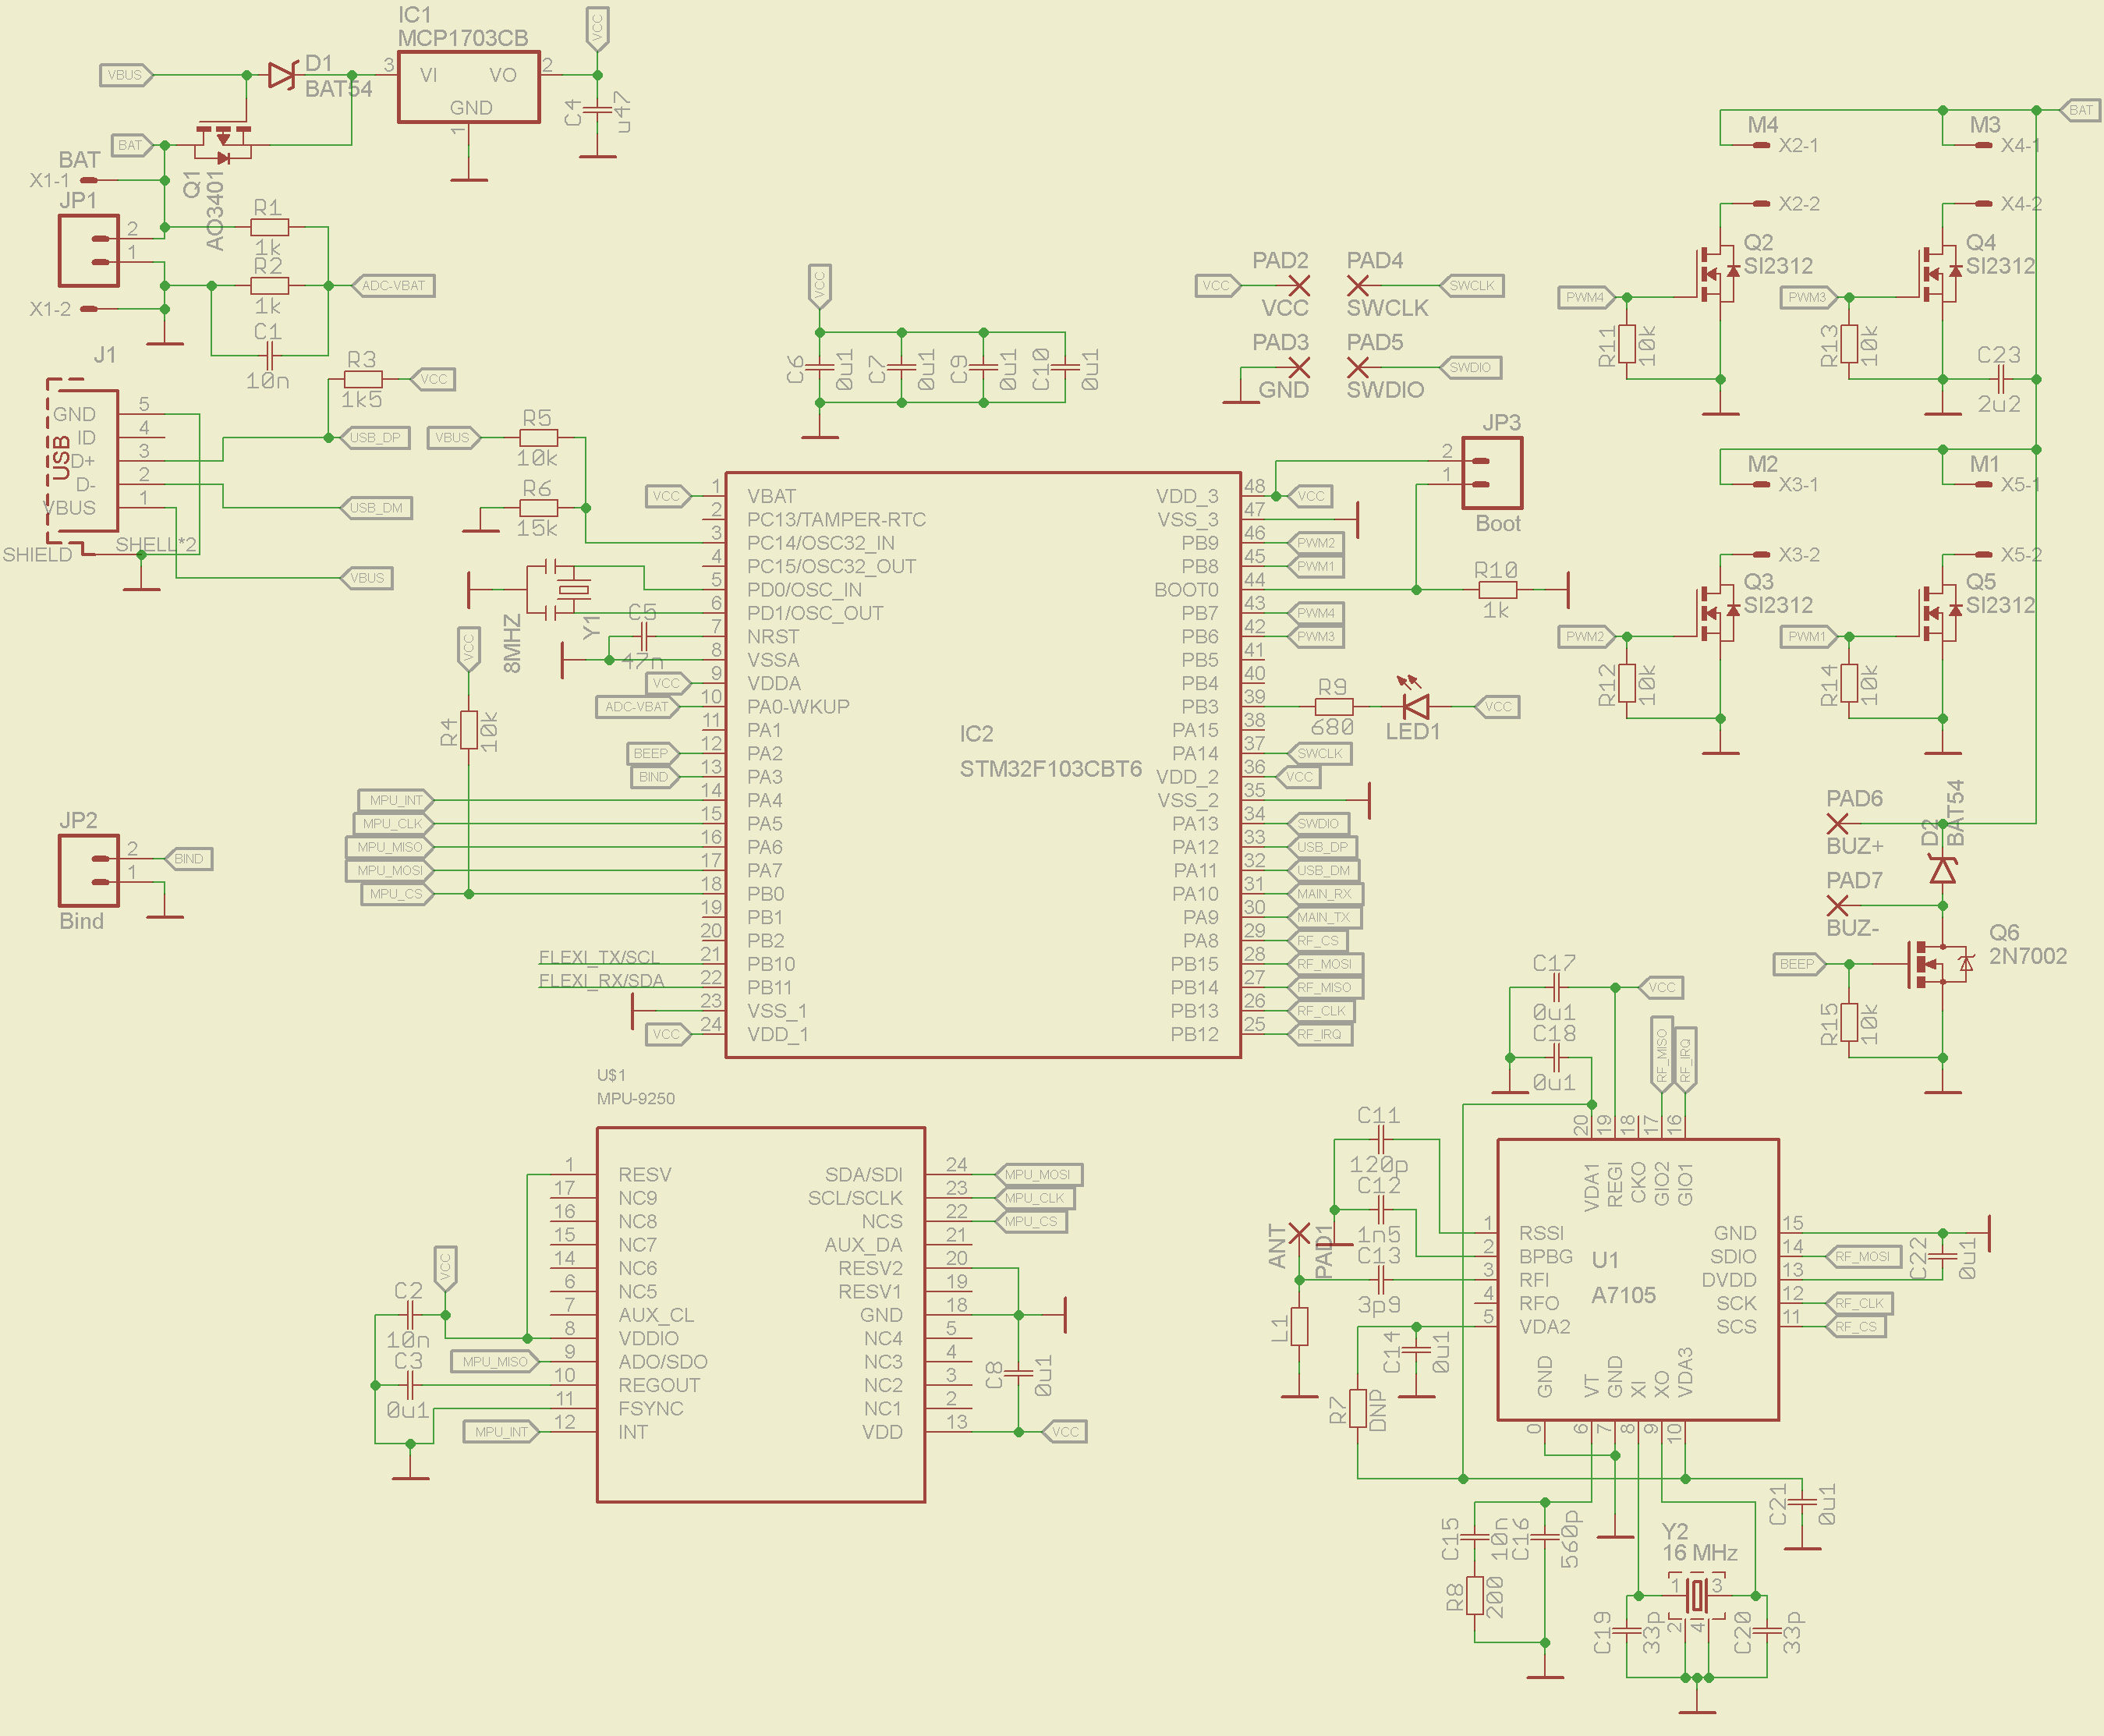 IC1
MCP1703CB
VCC
VBUS
D1
BAT54
3
VI
VO
2
GND
1
C4
u47
BAT
BAT
X1-1
Q1
AO3401
JP1
2
1
R1
1k
R2
1k
ADC-VBAT
X1-2
C1
10n
J1
R3
1k5
VCC
USB
GND
5
ID
4
D+
3
D-
2
VBUS
1
SHIELD
SHELL*2
USB_DP
USB_DM
VBUS
VBUS
R5
10k
R6
15k
VCC
C6
0u1
C7
0u1
C9
0u1
C10
0u1
PAD2
VCC
VCC
PAD4
SWCLK
SWCLK
PAD3
GND
PAD5
SWDIO
SWDIO
JP3
2
1
Boot
BAT
M4
X2-1
M3
X4-1
X2-2
X4-2
Q2
SI2312
Q4
SI2312
PWM4
PWM3
R11
10k
R13
10k
C23
2u2
M2
X3-1
M1
X5-1
X3-2
X5-2
Q3
SI2312
Q5
SI2312
PWM2
PWM1
R12
10k
R14
10k
PAD6
BUZ+
D2
BAT54
PAD7
BUZ-
Q6
2N7002
BEEP
R15
10k
8MHZ
Y1
C5
47n
VCC
R4
10k
IC2
STM32F103CBT6
VCC
1
VBAT
2
PC13/TAMPER-RTC
3
PC14/OSC32_IN
4
PC15/OSC32_OUT
5
PD0/OSC_IN
6
PD1/OSC_OUT
7
NRST
8
VSSA
VCC
9
VDDA
ADC-VBAT
10
PA0-WKUP
11
PA1
BEEP
12
PA2
BIND
13
PA3
MPU_INT
14
PA4
MPU_CLK
15
PA5
MPU_MISO
16
PA6
MPU_MOSI
17
PA7
MPU_CS
18
PB0
19
PB1
20
PB2
FLEXI_TX/SCL
21
PB10
FLEXI_RX/SDA
22
PB11
23
VSS_1
VCC
24
VDD_1
VDD_3
48
VCC
VSS_3
47
PB9
46
PWM2
PB8
45
PWM1
BOOT0
44
R10
1k
PB7
43
PWM4
PB6
42
PWM3
PB5
41
PB4
40
PB3
39
R9
680
LED1
VCC
PA15
38
PA14
37
SWCLK
VDD_2
36
VCC
VSS_2
35
PA13
34
SWDIO
PA12
33
USB_DP
PA11
32
USB_DM
PA10
31
MAIN_RX
PA9
30
MAIN_TX
PA8
29
RF_CS
PB15
28
RF_MOSI
PB14
27
RF_MISO
PB13
26
RF_CLK
PB12
25
RF_IRQ
JP2
2
BIND
1
Bind
U$1
MPU-9250
1
RESV
17
NC9
16
NC8
15
NC7
14
NC6
6
NC5
7
AUX_CL
8
VDDIO
MPU_MISO
9
ADO/SDO
10
REGOUT
11
FSYNC
MPU_INT
12
INT
SDA/SDI
24
MPU_MOSI
SCL/SCLK
23
MPU_CLK
NCS
22
MPU_CS
AUX_DA
21
RESV2
20
RESV1
19
GND
18
NC4
5
NC3
4
NC2
3
NC1
2
VDD
13
VCC
VCC
C2
10n
C3
0u1
C8
0u1
C17
0u1
VCC
C18
0u1
RF_MISO
RF_IRQ
C11
120p
C12
1n5
ANT
PAD1
C13
3p9
L1
C14
0u1
R7
DNP
U1
A7105
20
VDA1
19
REGI
18
CKO
17
GIO2
16
GIO1
1
RSSI
2
BPBG
3
RFI
4
RFO
5
VDA2
GND
15
SDIO
14
RF_MOSI
DVDD
13
SCK
12
RF_CLK
SCS
11
RF_CS
C22
0u1
GND
0
VT
6
GND
7
XI
8
XO
9
VDA3
10
C15
10n
C16
560p
R8
200
Y2
16 MHz
1
3
2
4
C19
33p
C20
33p
C21
0u1